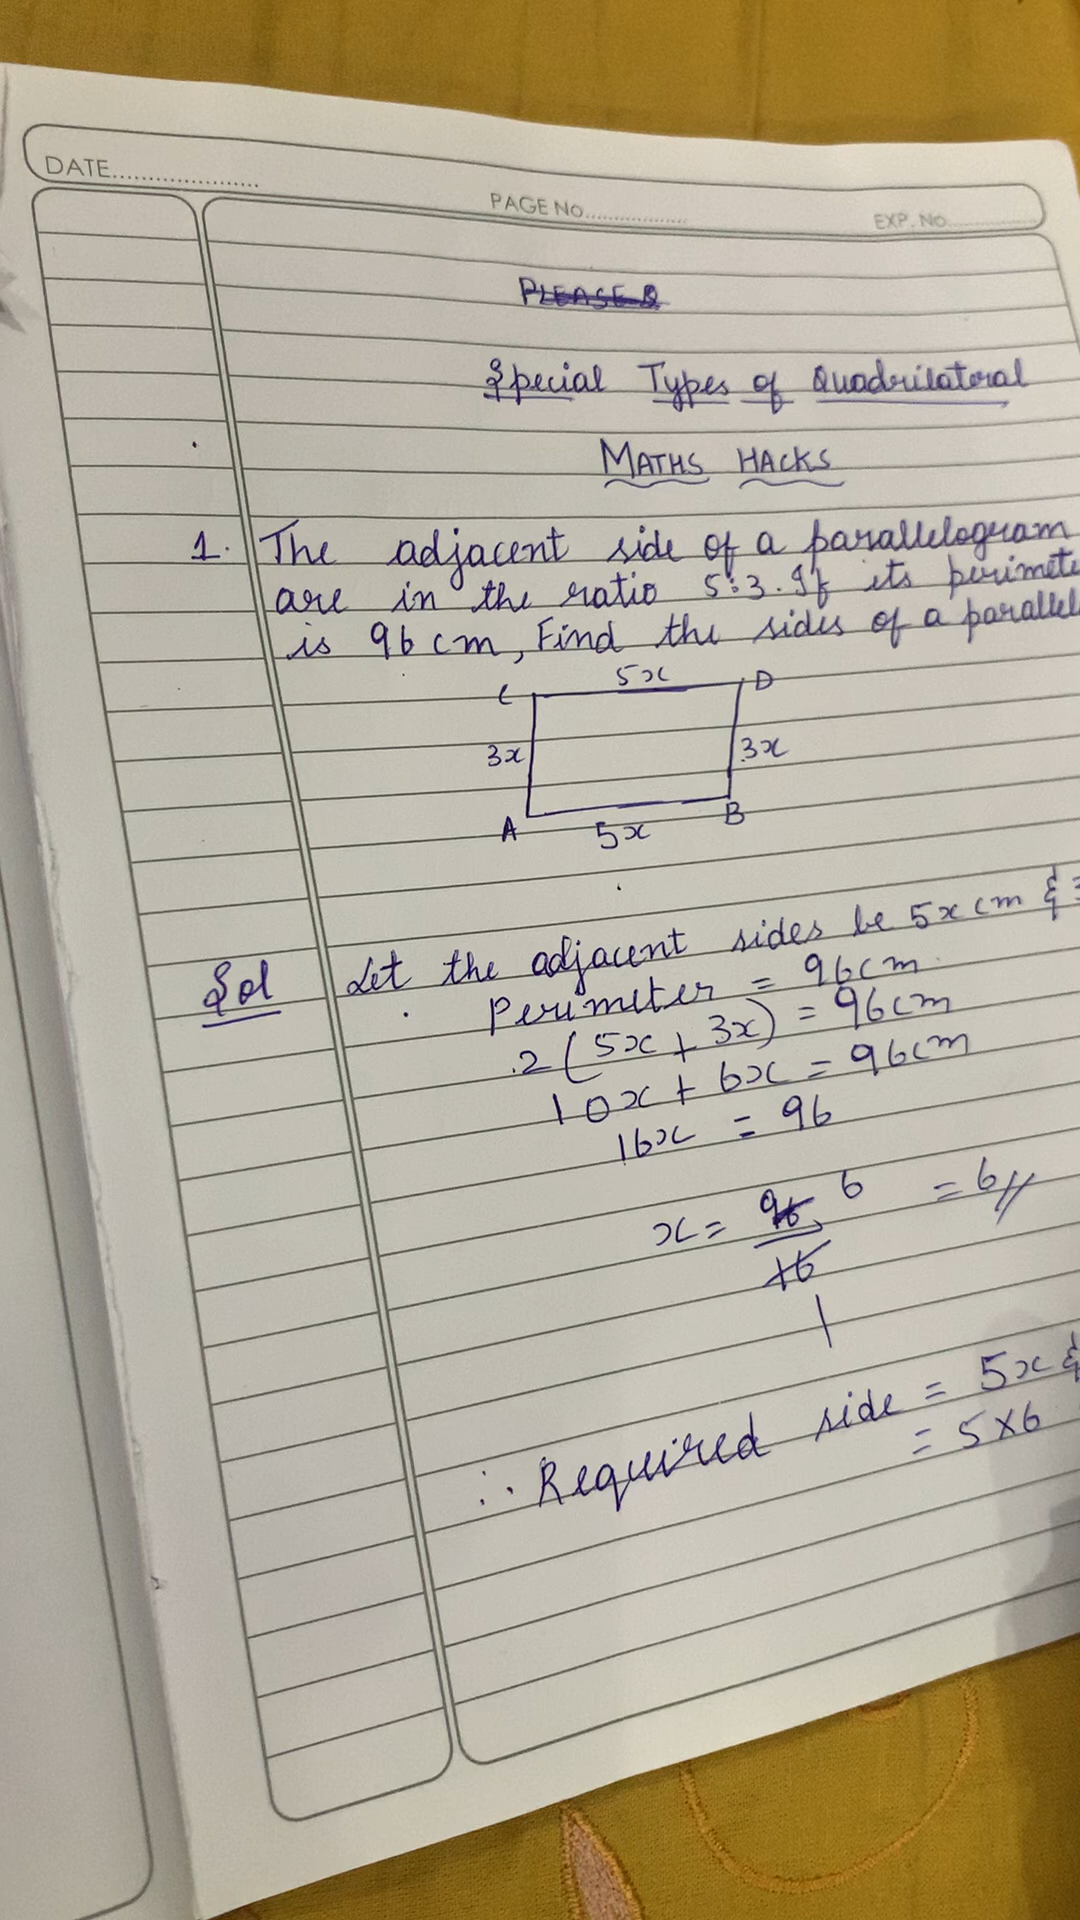 DATE....................
PAGE No..................
EXP. No..................
PLEASE B
Special Types of Quadrilateral
MATHS HACKS
1. The adjacent side of a parallelogram
are in the ratio 5:3. If its perimete
is 96 cm, Find the sides of a parallel
5x
C D
3x 3x
A B
5x
Sol Let the adjacent sides be 5x cm & 3
Perimeter = 96cm
2(5x + 3x) = 96cm
10x + 6x = 96cm
16x = 96
x = 96 6 = 6//
16
1
∴ Required side = 5x &
= 5x6